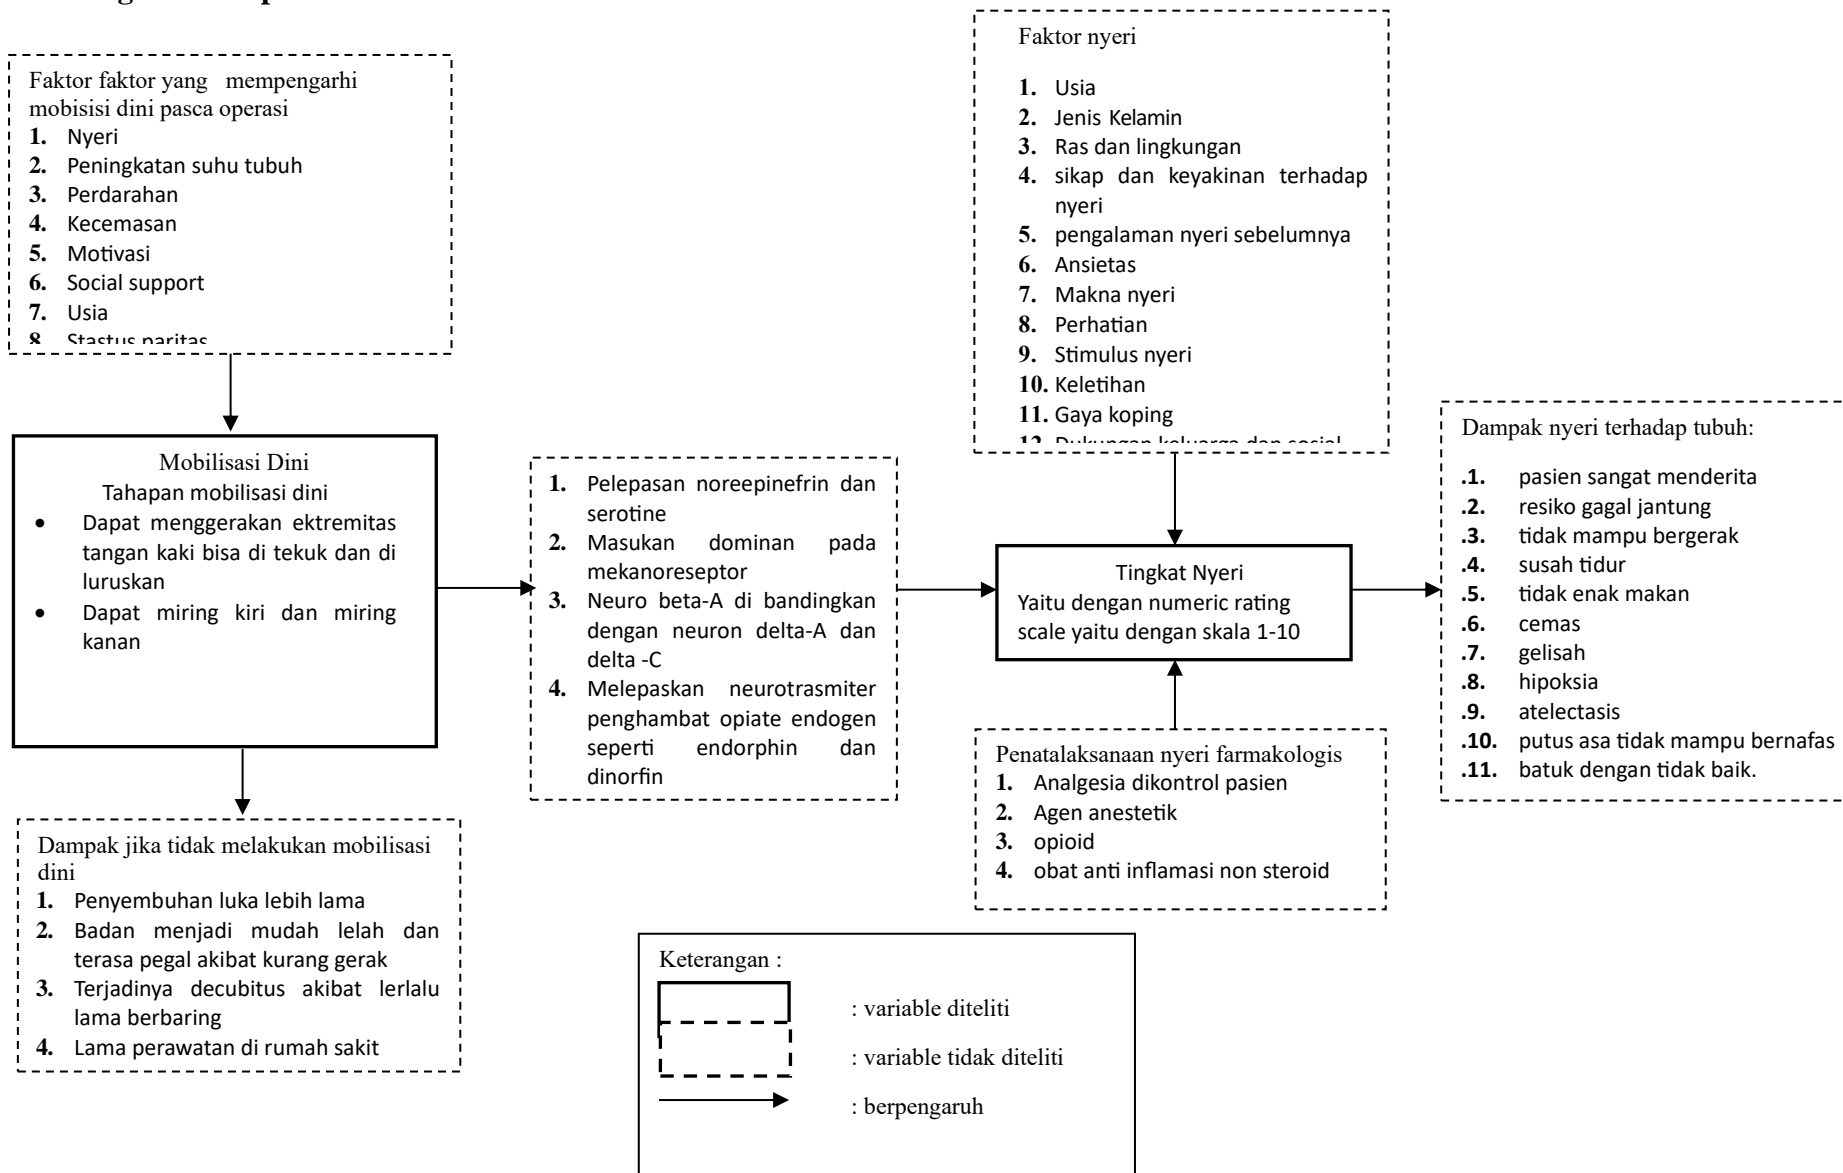 Faktor faktor yang mempengarhi
mobisisi dini pasca operasi
1. Nyeri
2. Peningkatan suhu tubuh
3. Perdarahan
4. Kecemasan
5. Motivasi
6. Social support
7. Usia
8. Stastus paritas
Mobilisasi Dini
Tahapan mobilisasi dini
• Dapat menggerakan ektremitas
tangan kaki bisa di tekuk dan di
luruskan
• Dapat miring kiri dan miring
kanan
Dampak jika tidak melakukan mobilisasi
dini
1. Penyembuhan luka lebih lama
2. Badan menjadi mudah lelah dan
terasa pegal akibat kurang gerak
3. Terjadinya decubitus akibat lerlalu
lama berbaring
4. Lama perawatan di rumah sakit
1. Pelepasan noreepinefrin dan
serotine
2. Masukan dominan pada
mekanoreseptor
3. Neuro beta-A di bandingkan
dengan neuron delta-A dan
delta -C
4. Melepaskan neurotrasmiter
penghambat opiate endogen
seperti endorphin dan
dinorfin
Faktor nyeri
1. Usia
2. Jenis Kelamin
3. Ras dan lingkungan
4. sikap dan keyakinan terhadap
nyeri
5. pengalaman nyeri sebelumnya
6. Ansietas
7. Makna nyeri
8. Perhatian
9. Stimulus nyeri
10. Keletihan
11. Gaya koping
12. Dukungan keluarga dan sosial
Tingkat Nyeri
Yaitu dengan numeric rating
scale yaitu dengan skala 1-10
Penatalaksanaan nyeri farmakologis
1. Analgesia dikontrol pasien
2. Agen anestetik
3. opioid
4. obat anti inflamasi non steroid
Dampak nyeri terhadap tubuh:
.1. pasien sangat menderita
.2. resiko gagal jantung
.3. tidak mampu bergerak
.4. susah tidur
.5. tidak enak makan
.6. cemas
.7. gelisah
.8. hipoksia
.9. atelectasis
.10. putus asa tidak mampu bernafas
.11. batuk dengan tidak baik.
Keterangan :
: variable diteliti
: variable tidak diteliti
: berpengaruh